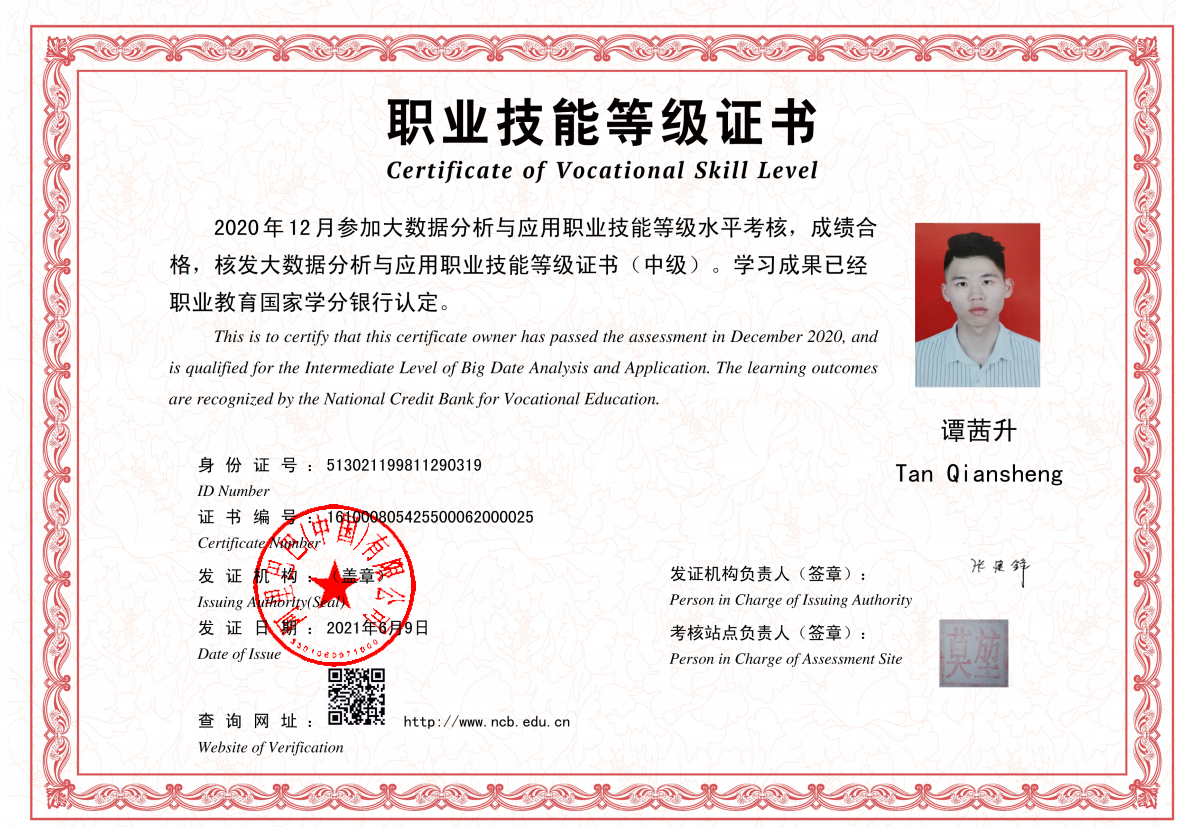 职业技能等级证书
Certificate of Vocational Skill Level
2020年12月参加大数据分析与应用职业技能等级水平考核，成绩合
格，核发大数据分析与应用职业技能等级证书（中级）。学习成果已经
职业教育国家学分银行认定。
This is to certify that this certificate owner has passed the assessment in December 2020, and
is qualified for the Intermediate Level of Big Date Analysis and Application. The learning outcomes
are recognized by the National Credit Bank for Vocational Education.
谭茜升
Tan Qiansheng
身份证号：513021199811290319
ID Number
证书编号：161000805425500062000025
Certificate Number
发证机构：（盖章）
Issuing Authority(Seal)
阿里巴巴(中国)有限公司
发证日期：2021年6月9日
Date of Issue
查询网址：http://www.ncb.edu.cn
Website of Verification
发证机构负责人（签章）：
Person in Charge of Issuing Authority
考核站点负责人（签章）：
Person in Charge of Assessment Site